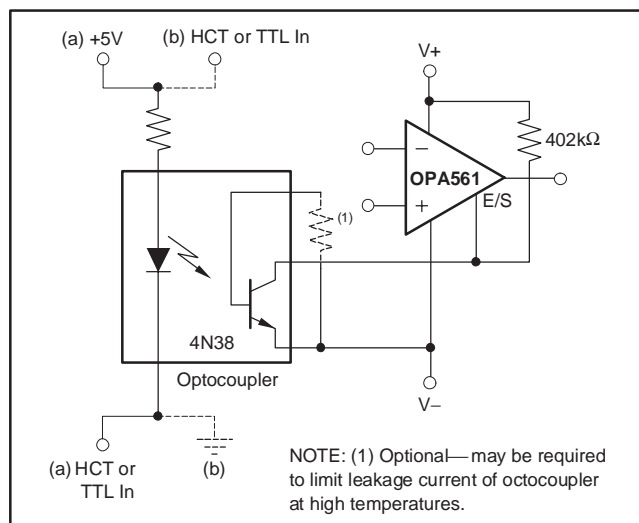 (a) +5V
(b) HCT or TTL In
V+
402kΩ
−
OPA561
+
E/S
(1)
4N38
Optocoupler
V−
(a) HCT or
TTL In
(b)
NOTE: (1) Optional—may be required
to limit leakage current of octocoupler
at high temperatures.